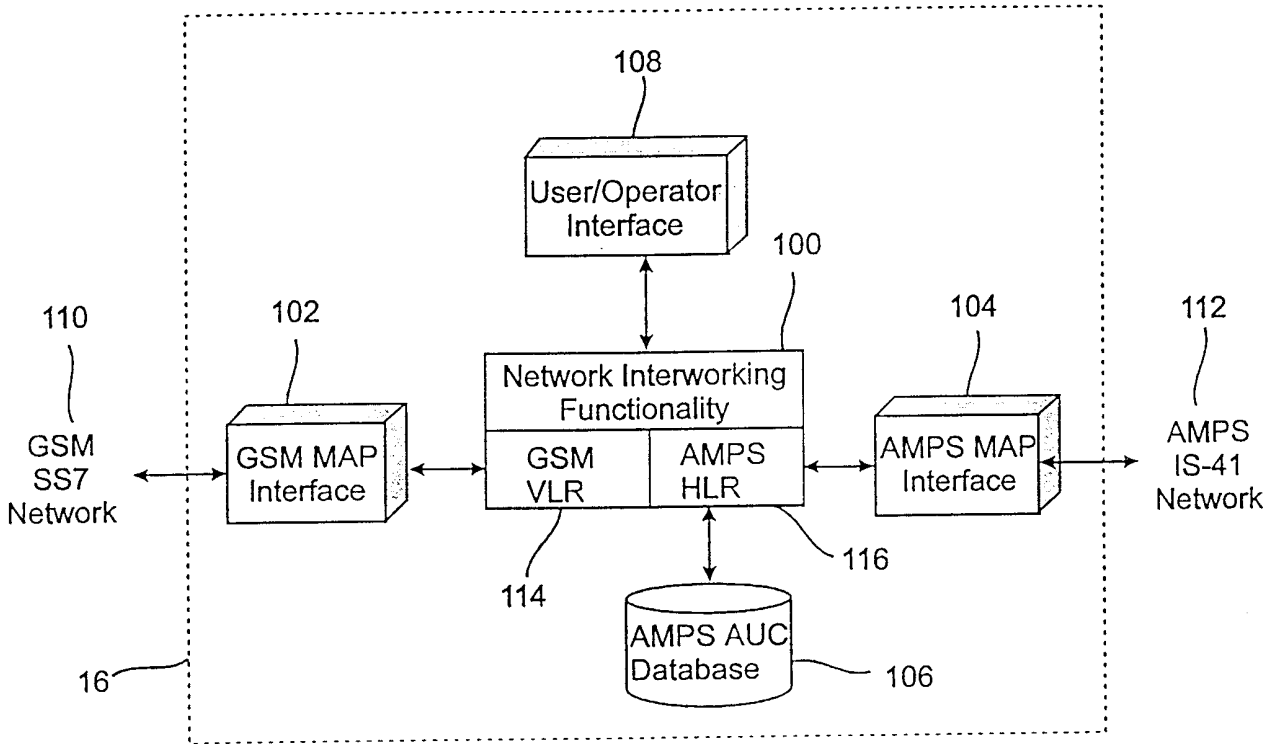 108
User/Operator
Interface
100
110
102
104
112
Network Interworking
Functionality
GSM
SS7
Network
GSM MAP
Interface
GSM
VLR
AMPS
HLR
AMPS MAP
Interface
AMPS
IS-41
Network
114
116
AMPS AUC
Database
16
106